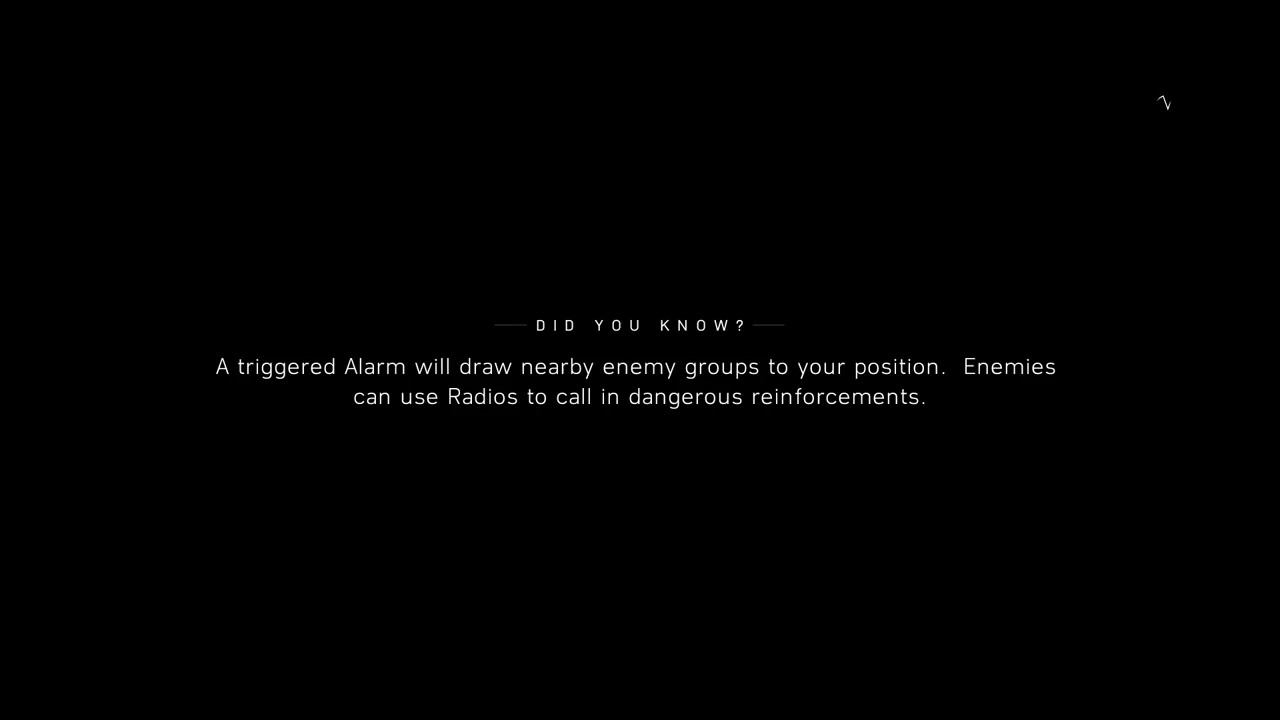 DID YOU KNOW?
A triggered Alarm will draw nearby enemy groups to your position.  Enemies
can use Radios to call in dangerous reinforcements.